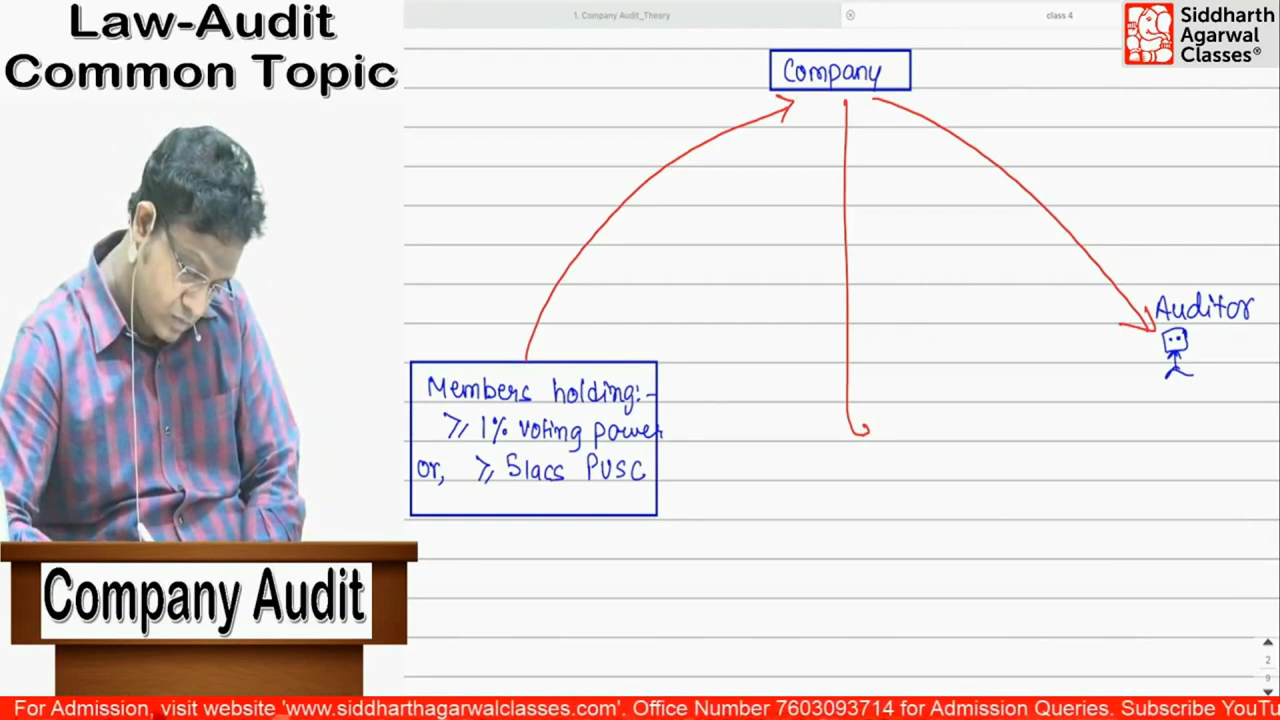 Law-Audit
Common Topic
1. Company Audit_Theory
class 4
Siddharth
Agarwal
Classes®
Company
Auditor
Members holding:-
≥ 1% voting power
or, ≥ 5lacs PUSC
Company Audit
2
9
For Admission, visit website 'www.siddharthagarwalclasses.com'. Office Number 7603093714 for Admission Queries. Subscribe YouTu